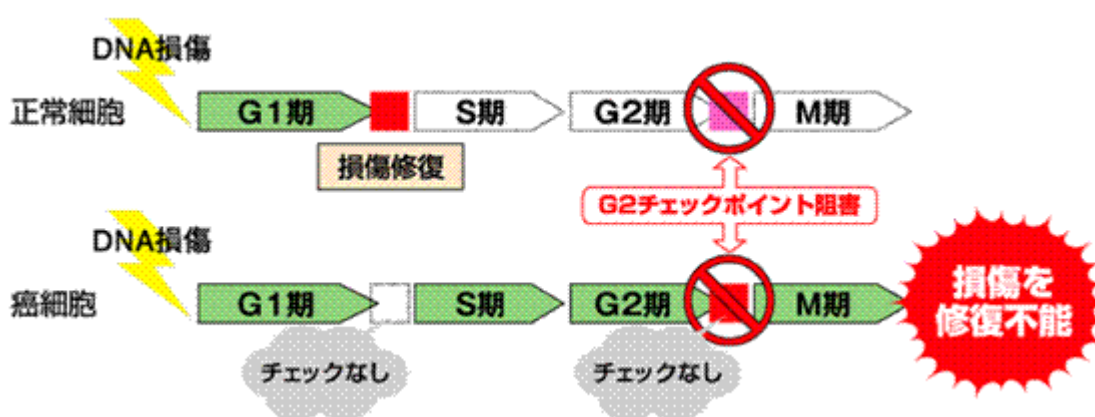 DNA損傷
正常細胞 G1期 S期 G2期 M期
損傷修復
G2チェックポイント阻害
DNA損傷
癌細胞 G1期 S期 G2期 M期
損傷を
修復不能
チェックなし チェックなし